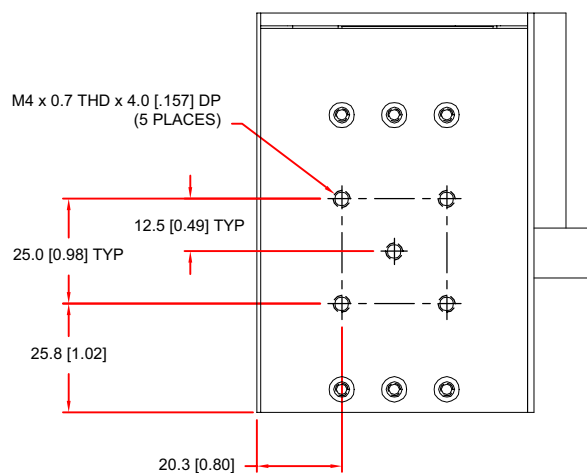 M4 x 0.7 THD x 4.0 [.157] DP
(5 PLACES)
12.5 [0.49] TYP
25.0 [0.98] TYP
25.8 [1.02]
20.3 [0.80]